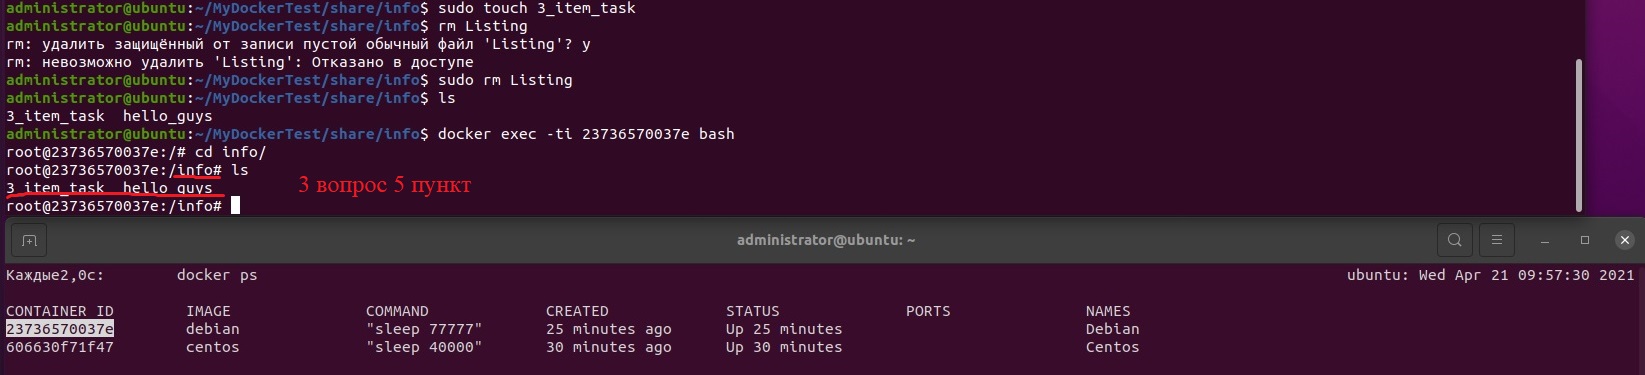 administrator@ubuntu:~/MyDockerTest/share/info$ sudo touch 3_item_task
administrator@ubuntu:~/MyDockerTest/share/info$ rm Listing
rm: удалить защищённый от записи пустой обычный файл 'Listing'? y
rm: невозможно удалить 'Listing': Отказано в доступе
administrator@ubuntu:~/MyDockerTest/share/info$ sudo rm Listing
administrator@ubuntu:~/MyDockerTest/share/info$ ls
3_item_task  hello_guys
administrator@ubuntu:~/MyDockerTest/share/info$ docker exec -ti 23736570037e bash
root@23736570037e:/# cd info/
root@23736570037e:/info# ls
3_item_task  hello_guys
3 вопрос 5 пункт
root@23736570037e:/info#
administrator@ubuntu: ~
Каждые2,0с:        docker ps        ubuntu: Wed Apr 21 09:57:30 2021
CONTAINER ID        IMAGE               COMMAND             CREATED             STATUS              PORTS               NAMES
23736570037e        debian              "sleep 77777"       25 minutes ago      Up 25 minutes                           Debian
606630f71f47        centos              "sleep 40000"       30 minutes ago      Up 30 minutes                           Centos